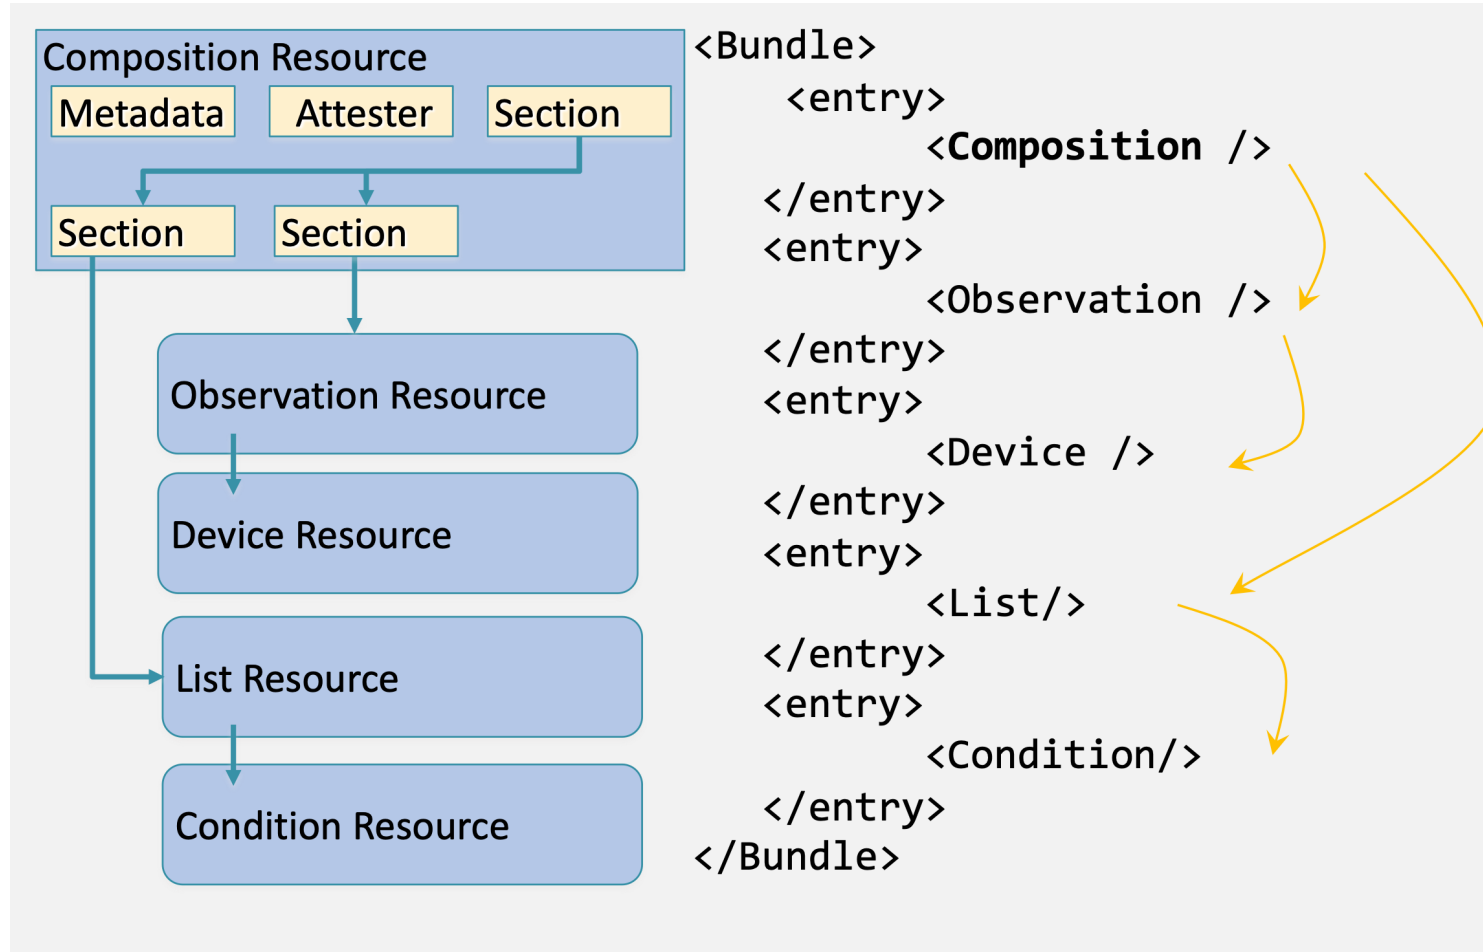 Composition Resource
Metadata
Attester
Section
Section
Section
Observation Resource
Device Resource
List Resource
Condition Resource
<Bundle>
<entry>
<Composition />
</entry>
<entry>
<Observation />
</entry>
<entry>
<Device />
</entry>
<entry>
<List/>
</entry>
<entry>
<Condition/>
</entry>
</Bundle>